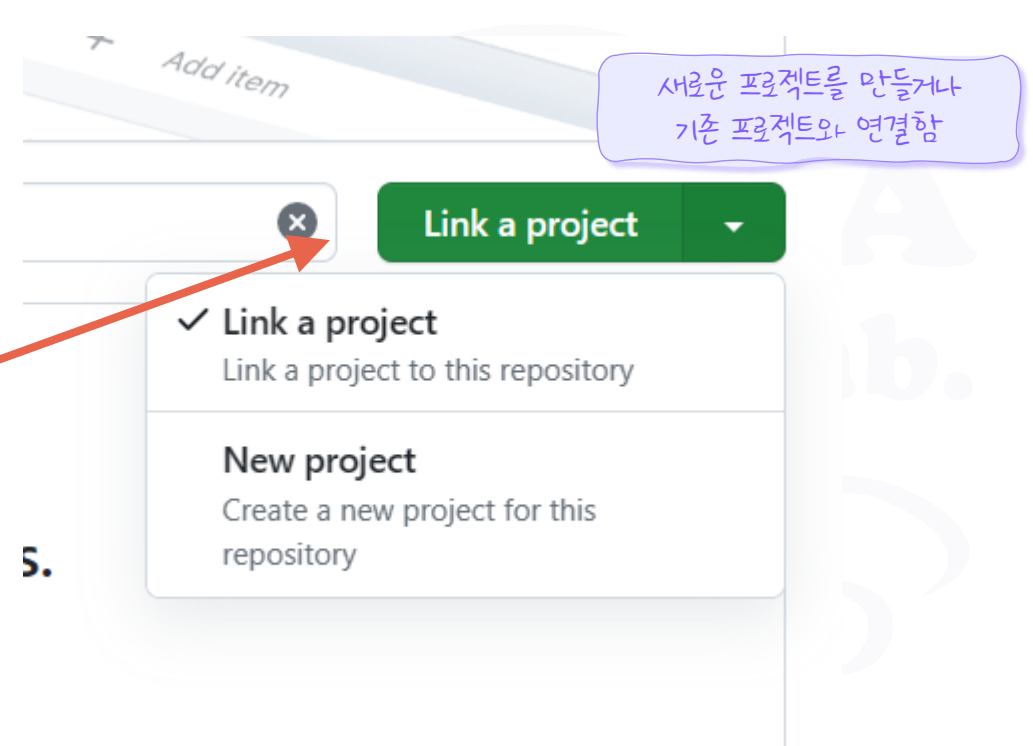 Add item
새로운 프로젝트를 만들거나
기존 프로젝트와 연결함
Link a project
Link a project
Link a project to this repository
New project
Create a new project for this
repository
s.
A
ab.